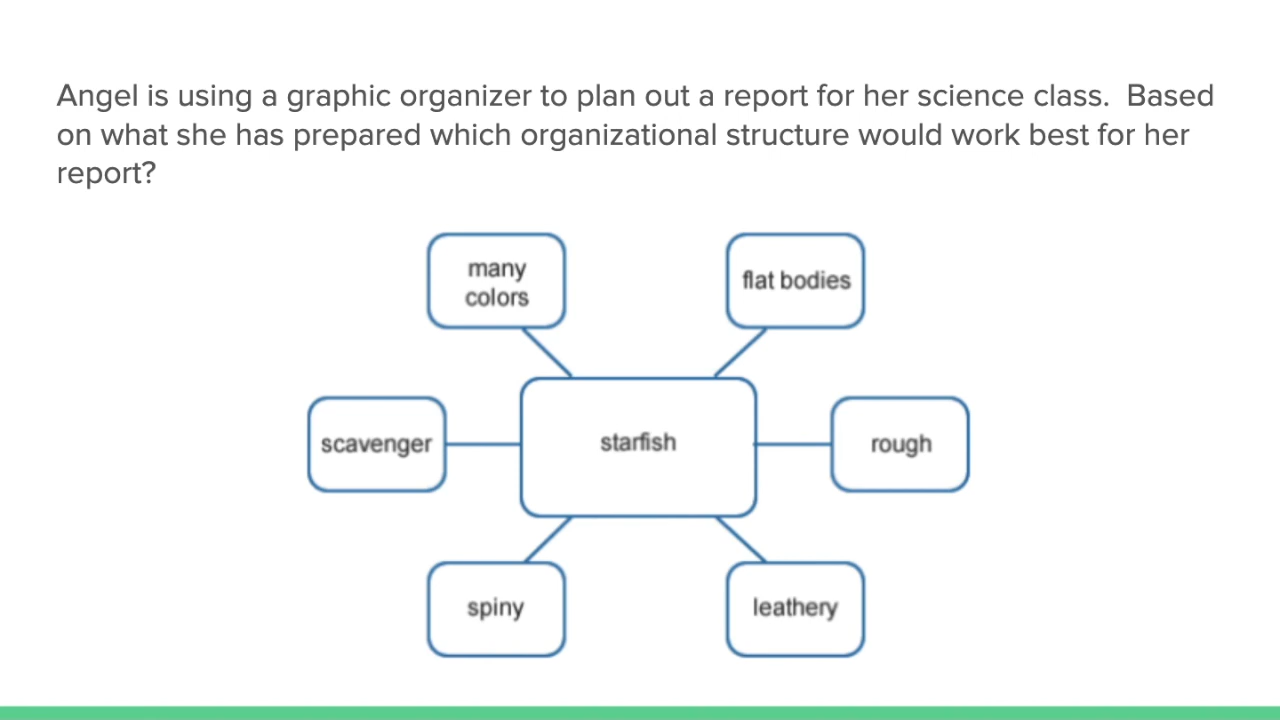 Angel is using a graphic organizer to plan out a report for her science class.  Based
on what she has prepared which organizational structure would work best for her
report?
many
colors
flat bodies
scavenger
starfish
rough
spiny
leathery